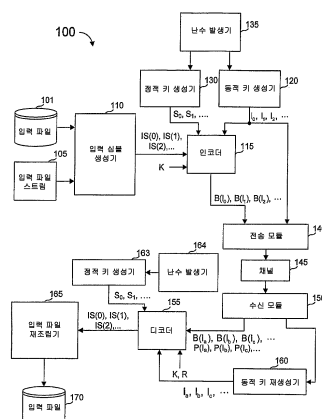 100
135
난수 발생기
130
정적 키 생성기
120
동적 키 생성기
101
입력 파일
110
입력 심볼
생성기
S₀, S₁, ....
I₀, I₁, I₂ ....
105
입력 파일
스트림
IS(0), IS(1),
IS(2),...
인코더
115
K
B(I₀), B(I₁), B(I₂), ...
전송 모듈
채널
145
163
정적 키 생성기
164
난수 발생기
수신 모듈
165
입력 파일
재조립기
S₀, S₁, ....
IS(0), IS(1),
IS(2),...
155
디코더
B(Iₐ), B(I_b), B(I_c), ...
P(Iₐ), P(I_b), P(I_c),...
160
동적 키 재생성기
K, R
Iₐ, I_b, I_c, ...
170
입력 파일